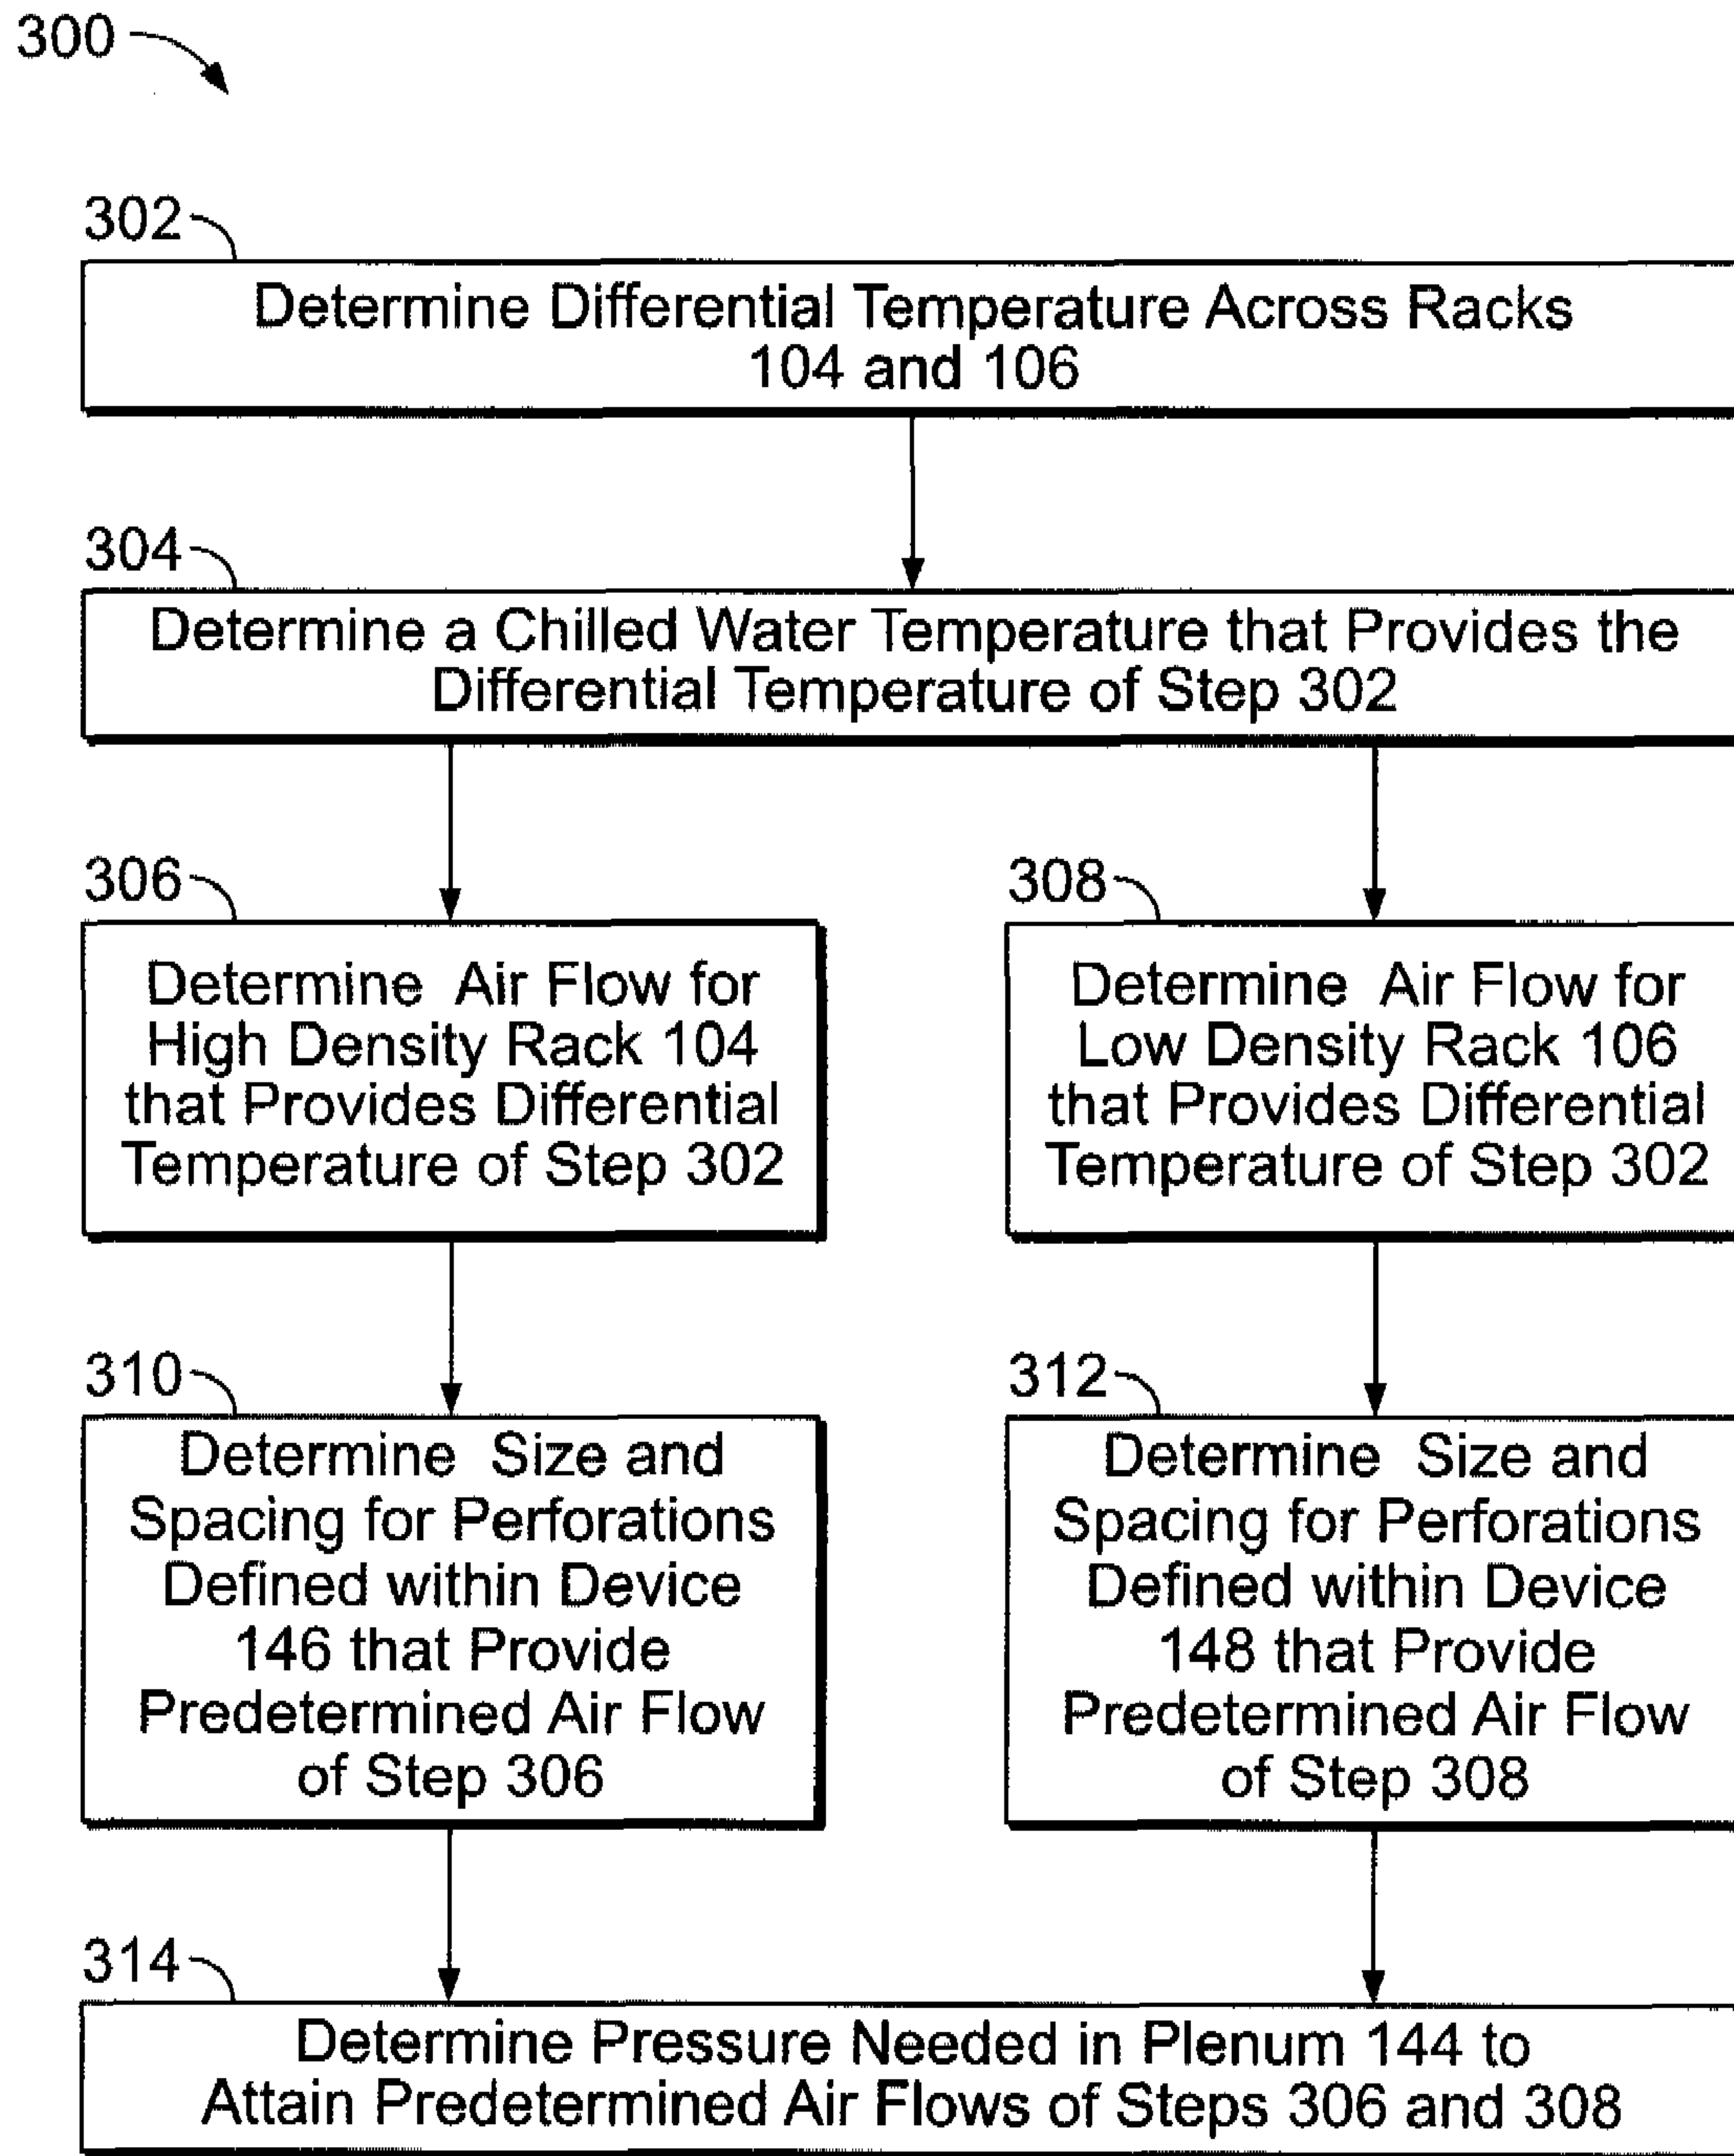 300
302
Determine Differential Temperature Across Racks
104 and 106
304
Determine a Chilled Water Temperature that Provides the
Differential Temperature of Step 302
306
Determine Air Flow for
High Density Rack 104
that Provides Differential
Temperature of Step 302
308
Determine Air Flow for
Low Density Rack 106
that Provides Differential
Temperature of Step 302
310
Determine Size and
Spacing for Perforations
Defined within Device
146 that Provide
Predetermined Air Flow
of Step 306
312
Determine Size and
Spacing for Perforations
Defined within Device
148 that Provide
Predetermined Air Flow
of Step 308
314
Determine Pressure Needed in Plenum 144 to
Attain Predetermined Air Flows of Steps 306 and 308